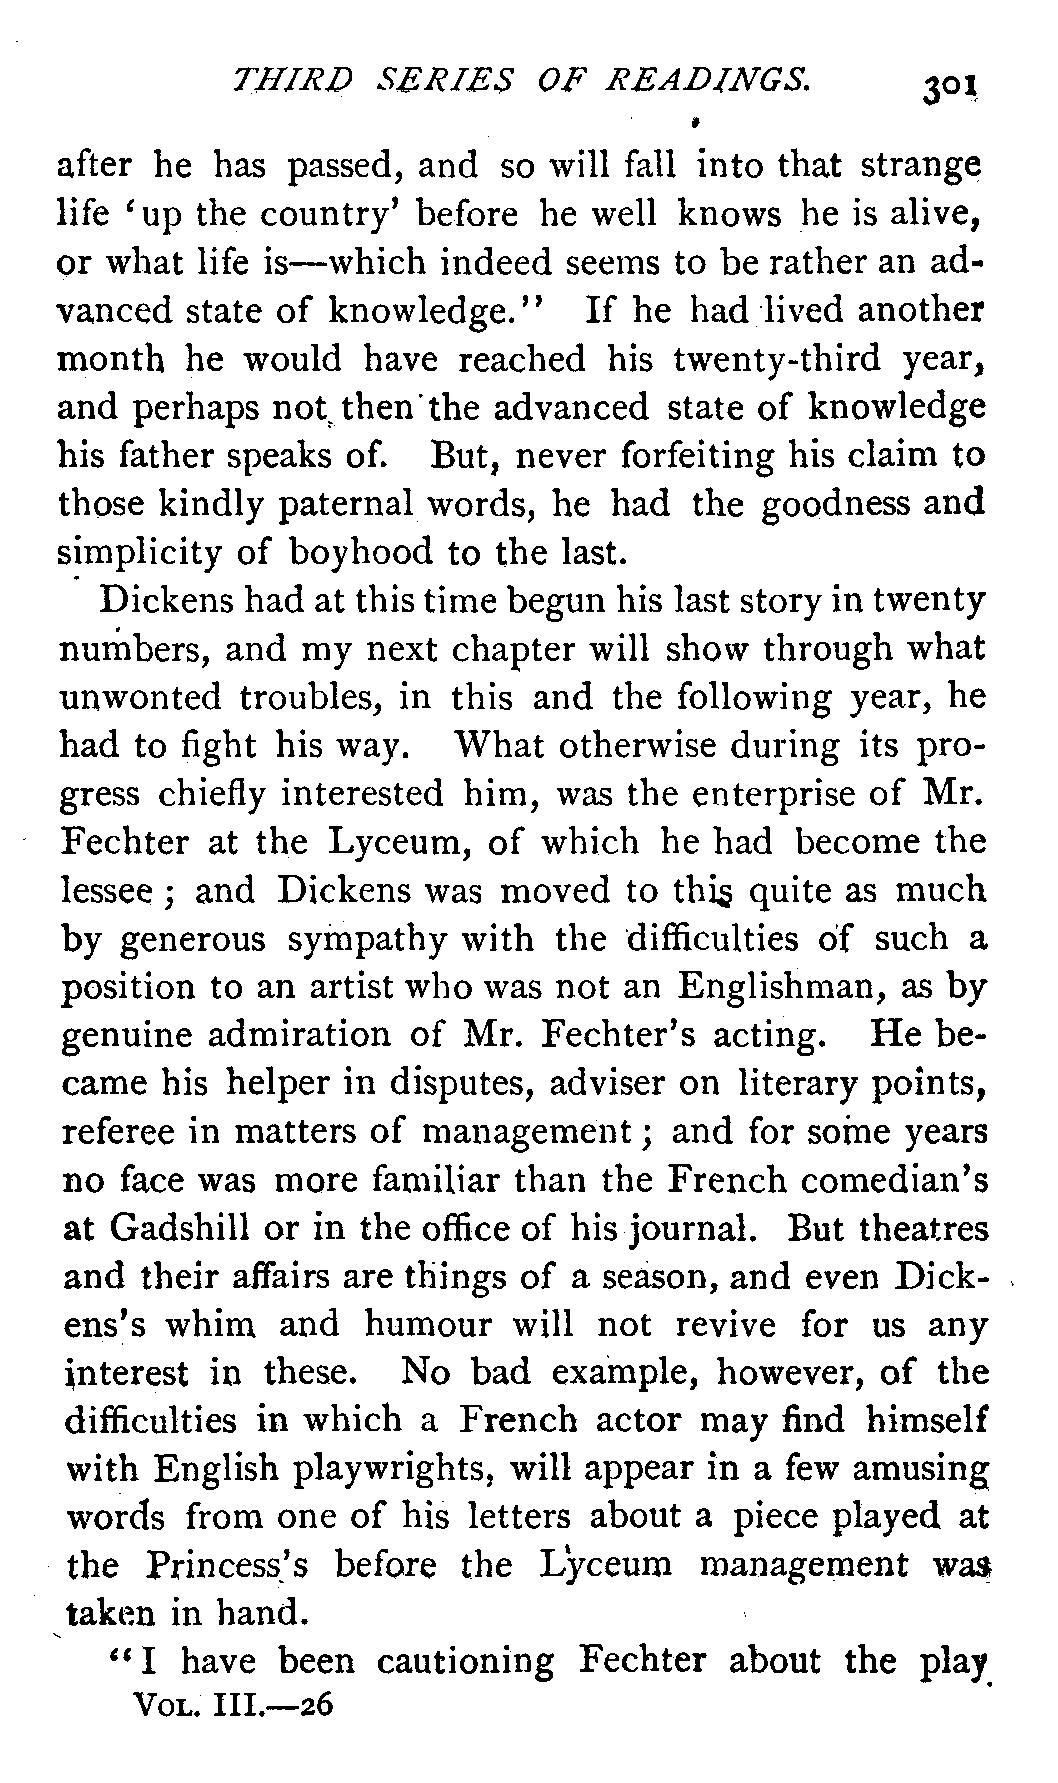 THIRD SERIES OF READINGS. 301
after he has passed, and so will fall into that strange
life ‘up the country’ before he well knows he is alive,
or what life is—which indeed seems to be rather an ad-
vanced state of knowledge.” If he had lived another
month he would have reached his twenty-third year,
and perhaps not then the advanced state of knowledge
his father speaks of. But, never forfeiting his claim to
those kindly paternal words, he had the goodness and
simplicity of boyhood to the last.
Dickens had at this time begun his last story in twenty
numbers, and my next chapter will show through what
unwonted troubles, in this and the following year, he
had to fight his way. What otherwise during its pro-
gress chiefly interested him, was the enterprise of Mr.
Fechter at the Lyceum, of which he had become the
lessee; and Dickens was moved to this quite as much
by generous sympathy with the difficulties of such a
position to an artist who was not an Englishman, as by
genuine admiration of Mr. Fechter’s acting. He be-
came his helper in disputes, adviser on literary points,
referee in matters of management; and for some years
no face was more familiar than the French comedian’s
at Gadshill or in the office of his journal. But theatres
and their affairs are things of a season, and even Dick-
ens’s whim and humour will not revive for us any
interest in these. No bad example, however, of the
difficulties in which a French actor may find himself
with English playwrights, will appear in a few amusing
words from one of his letters about a piece played at
the Princess’s before the Lyceum management was
taken in hand.
“I have been cautioning Fechter about the play
VOL. III.—26